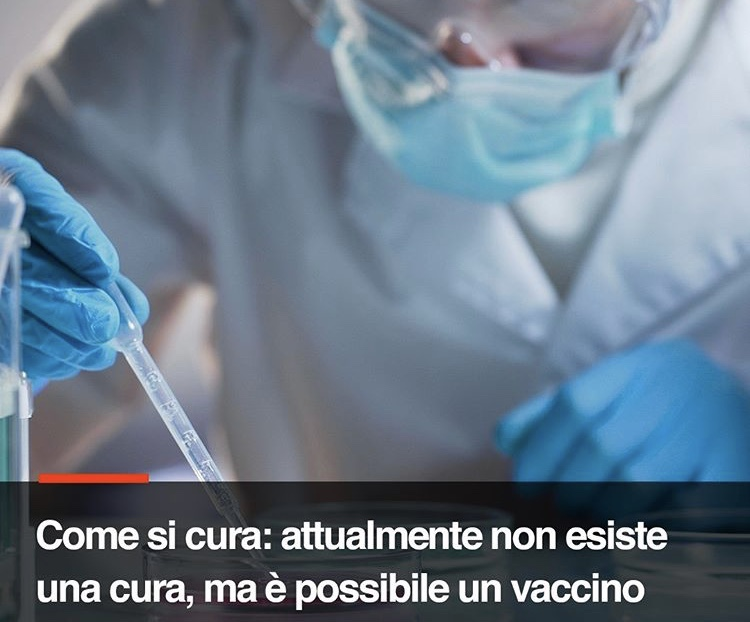 Come si cura: attualmente non esiste
una cura, ma è possibile un vaccino